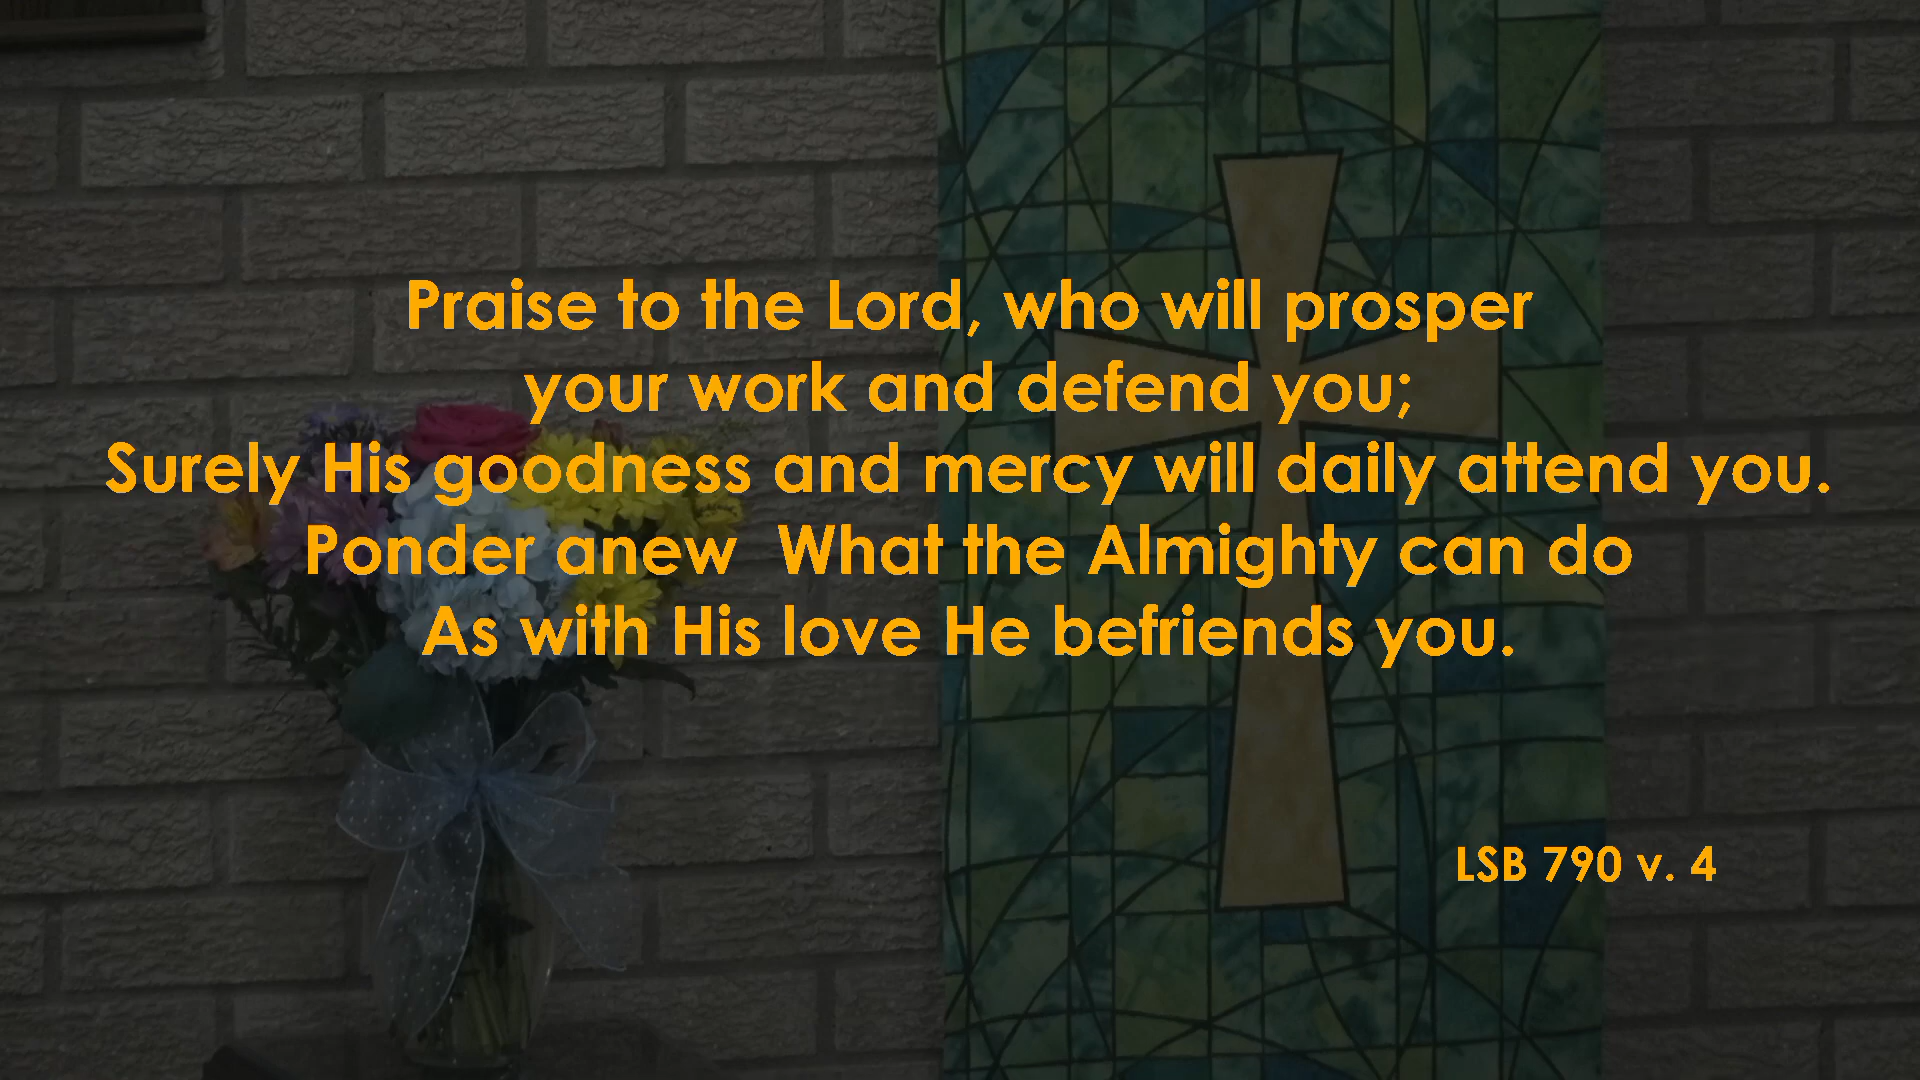 Praise to the Lord, who will prosper
your work and defend you;
Surely His goodness and mercy will daily attend you.
Ponder anew  What the Almighty can do
As with His love He befriends you.
LSB 790 v. 4